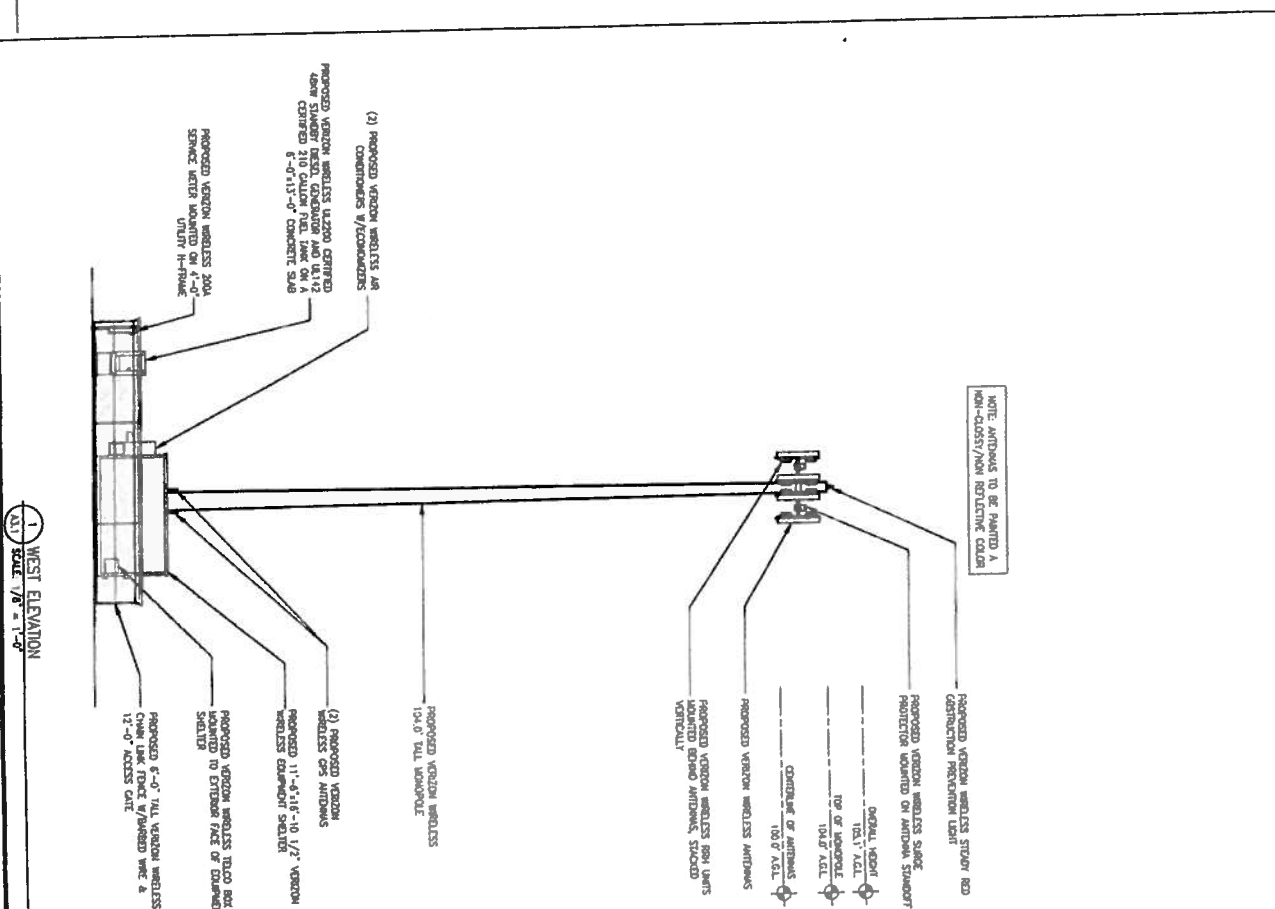 NOTE: ANTENNAS TO BE PAINTED A
NON-GLOSSY/NON REFLECTIVE COLOR
PROPOSED VERIZON WIRELESS STEADY RED
OBSTRUCTION PREVENTION LIGHT
PROPOSED VERIZON WIRELESS SURGE
PROTECTOR MOUNTED ON ANTENNA STANDOFF
OVERALL HEIGHT
105.1' A.G.L.
TOP OF MONOPOLE
104.0' A.G.L.
CENTERLINE OF ANTENNAS
100.0' A.G.L.
PROPOSED VERIZON WIRELESS ANTENNAS
PROPOSED VERIZON WIRELESS RRH UNITS
MOUNTED BEHIND ANTENNAS, STACKED
VERTICALLY
PROPOSED VERIZON WIRELESS
104.0' TALL MONOPOLE
(2) PROPOSED VERIZON WIRELESS AIR
CONDITIONERS W/ECONOMIZERS
PROPOSED VERIZON WIRELESS UL2200 CERTIFIED
48KW STANDBY DIESEL GENERATOR AND UL142
CERTIFIED 210 GALLON FUEL TANK ON A
6'-0"x13'-0" CONCRETE SLAB
PROPOSED VERIZON WIRELESS 200A
SERVICE METER MOUNTED ON 4'-0"
UTILITY H-FRAME
(2) PROPOSED VERIZON
WIRELESS GPS ANTENNAS
PROPOSED 11'-6"x16'-10 1/2" VERIZON
WIRELESS EQUIPMENT SHELTER
PROPOSED VERIZON WIRELESS TELCO BOX
MOUNTED TO EXTERIOR FACE OF EQUIPME
SHELTER
PROPOSED 6'-0" TALL VERIZON WIRELESS
CHAIN LINK FENCE W/BARBED WIRE &
12'-0" ACCESS GATE
1
A3.1
WEST ELEVATION
SCALE: 1/8" = 1'-0"